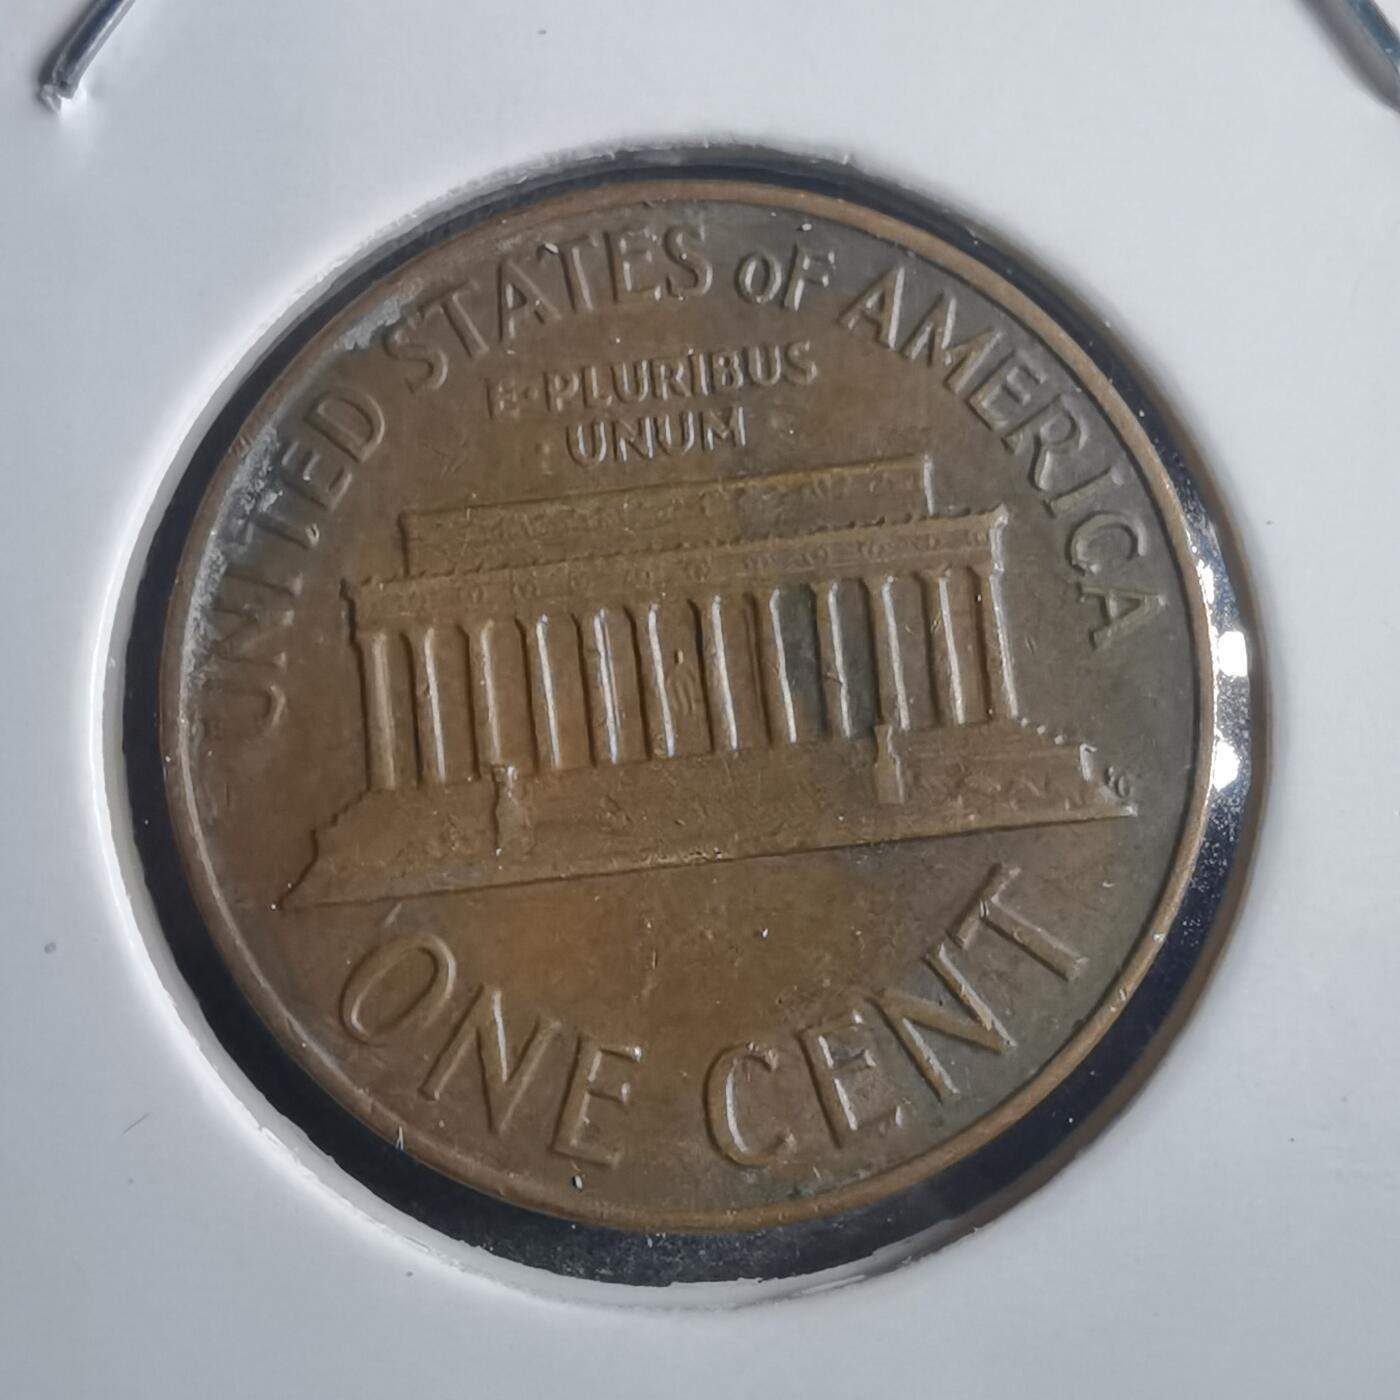 UNITED STATES OF AMERICA
E·PLURIBUS
UNUM
ONE CENT